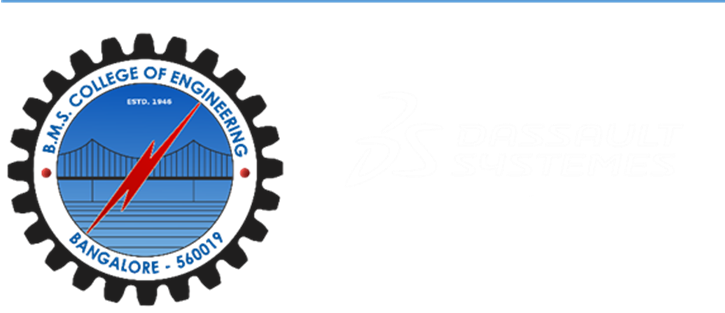 B.M.S. COLLEGE OF ENGINEERING
ESTD. 1946
BANGALORE - 560019
DASSAULT
SYSTEMES